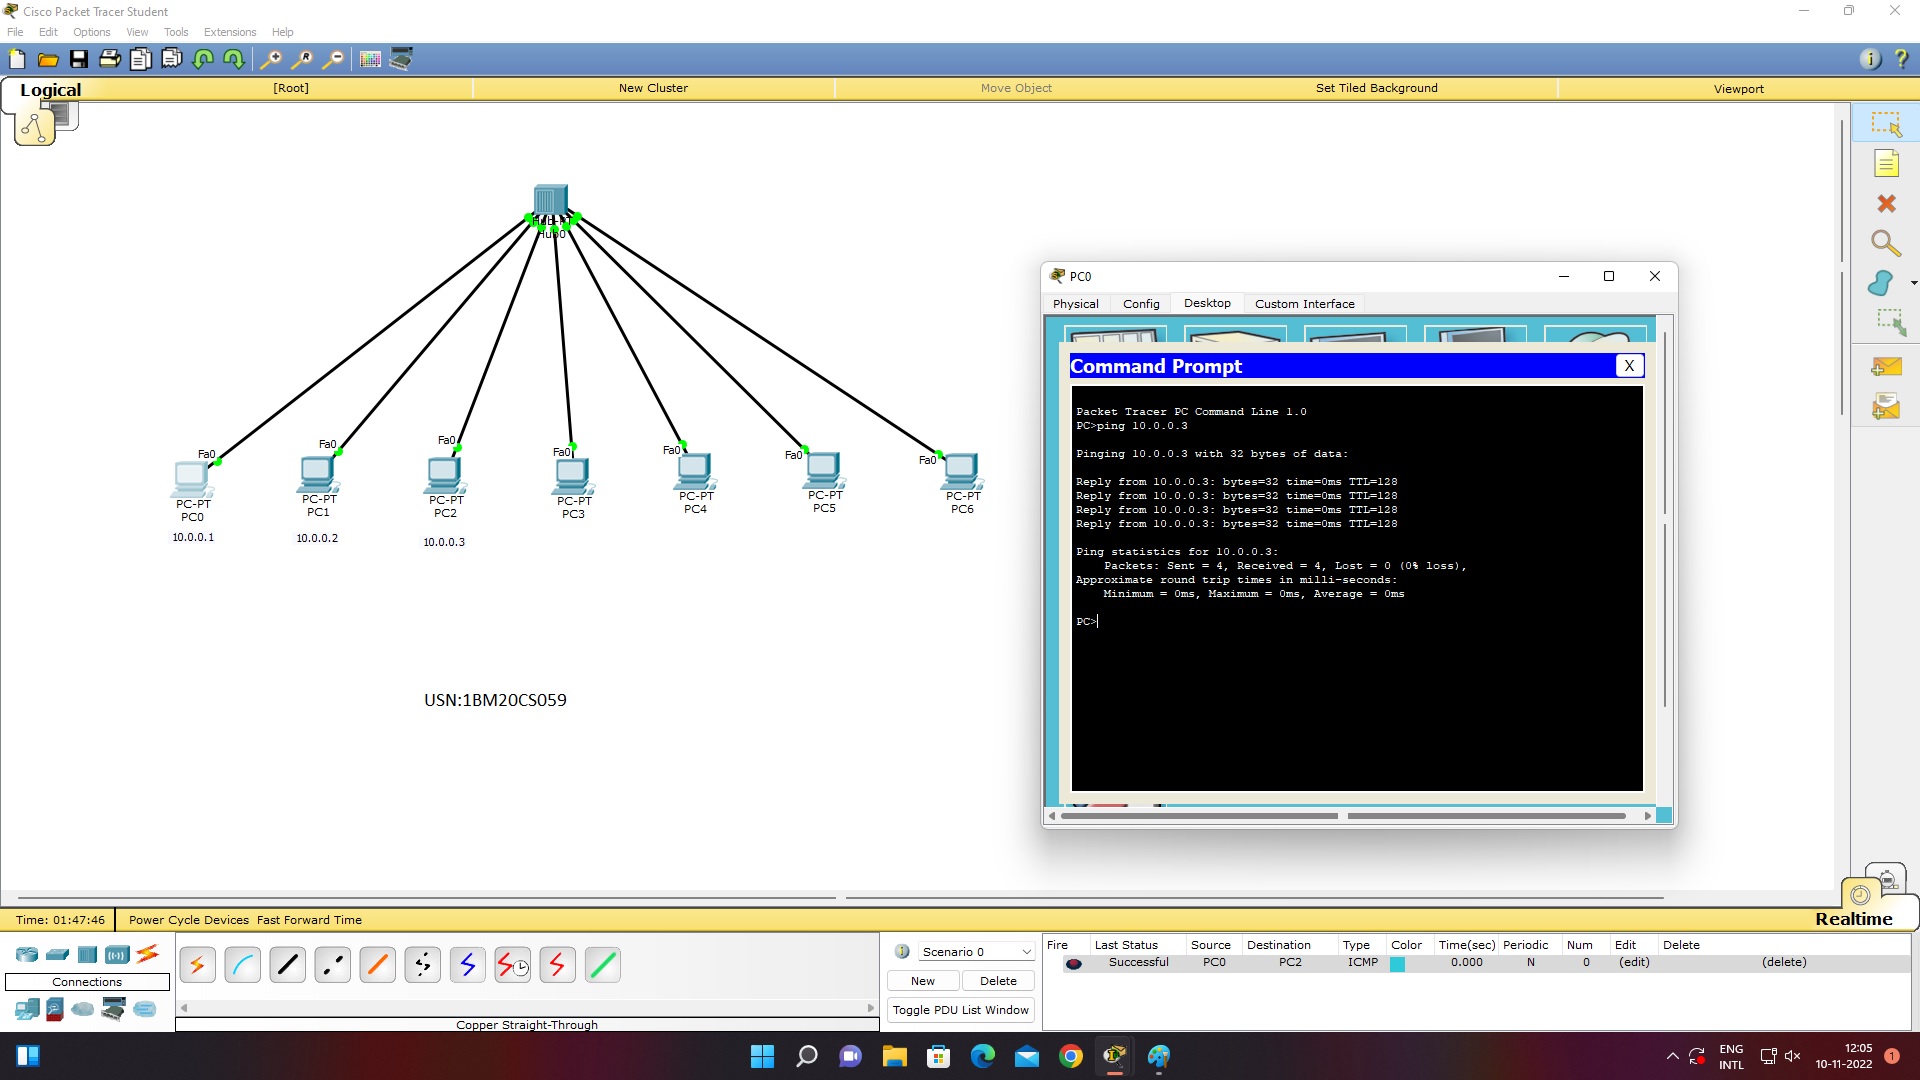 Cisco Packet Tracer Student
File Edit Options View Tools Extensions Help
Logical [Root] New Cluster Move Object Set Tiled Background Viewport
Hub-PT
Hub0
Fa0
PC-PT
PC0
10.0.0.1
Fa0
PC-PT
PC1
10.0.0.2
Fa0
PC-PT
PC2
10.0.0.3
Fa0
PC-PT
PC3
Fa0
PC-PT
PC4
Fa0
PC-PT
PC5
Fa0
PC-PT
PC6
USN:1BM20CS059
PC0
Physical Config Desktop Custom Interface
Command Prompt X
Packet Tracer PC Command Line 1.0
PC>ping 10.0.0.3
Pinging 10.0.0.3 with 32 bytes of data:
Reply from 10.0.0.3: bytes=32 time=0ms TTL=128
Reply from 10.0.0.3: bytes=32 time=0ms TTL=128
Reply from 10.0.0.3: bytes=32 time=0ms TTL=128
Reply from 10.0.0.3: bytes=32 time=0ms TTL=128
Ping statistics for 10.0.0.3:
Packets: Sent = 4, Received = 4, Lost = 0 (0% loss),
Approximate round trip times in milli-seconds:
Minimum = 0ms, Maximum = 0ms, Average = 0ms
PC>
Time: 01:47:46 Power Cycle Devices Fast Forward Time Realtime
Connections
Copper Straight-Through
Scenario 0
New Delete
Toggle PDU List Window
Fire Last Status Source Destination Type Color Time(sec) Periodic Num Edit Delete
Successful PC0 PC2 ICMP 0.000 N 0 (edit) (delete)
ENG
INTL
12:05
10-11-2022
1